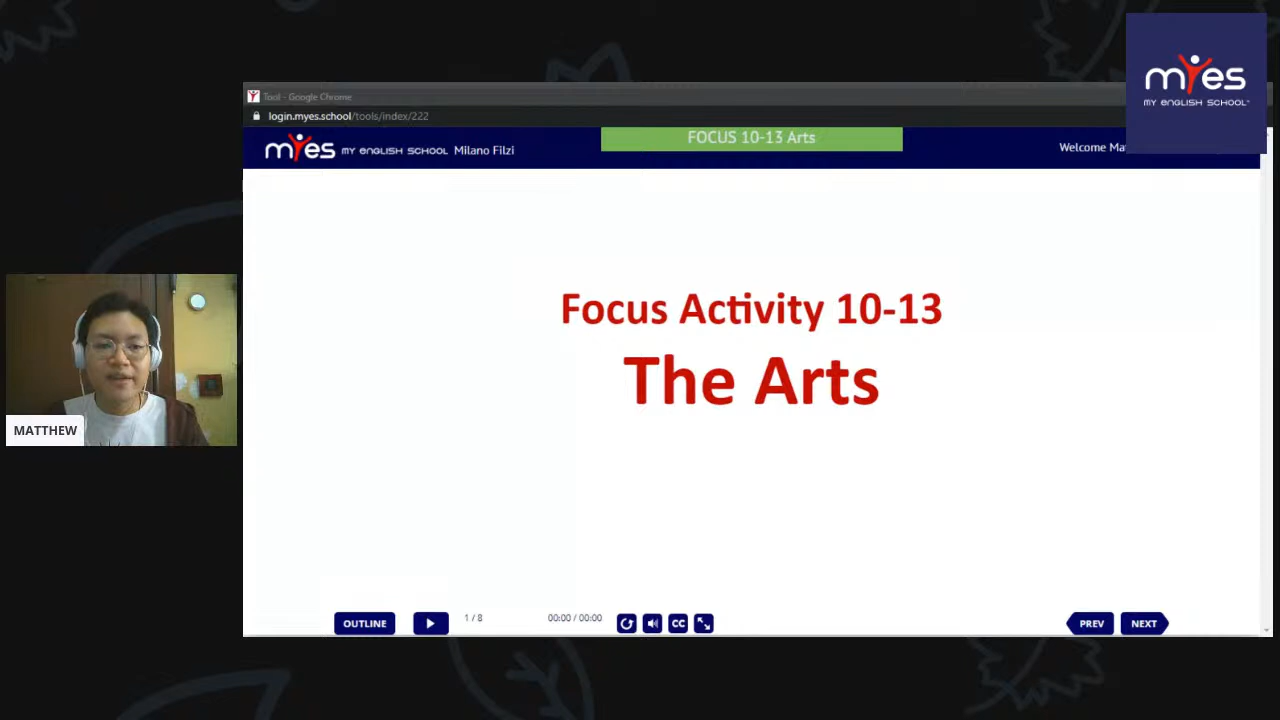 myes
MY ENGLISH SCHOOL
Tool - Google Chrome
login.myes.school/tools/index/222
FOCUS 10-13 Arts
myes MY ENGLISH SCHOOL Milano Filzi
Welcome Ma
Focus Activity 10-13
The Arts
MATTHEW
OUTLINE
1 / 8
00:00 / 00:00
CC
PREV
NEXT